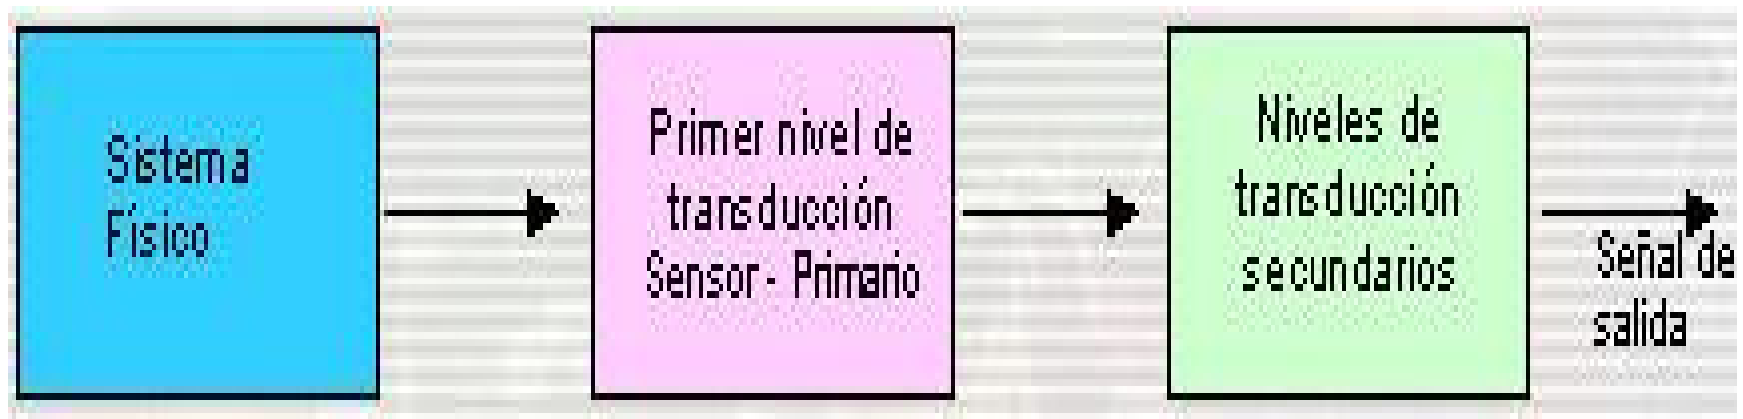 Sistema
Físico
Primer nivel de
transducción
Sensor - Primario
Niveles de
transducción
secundarios
Señal de
salida